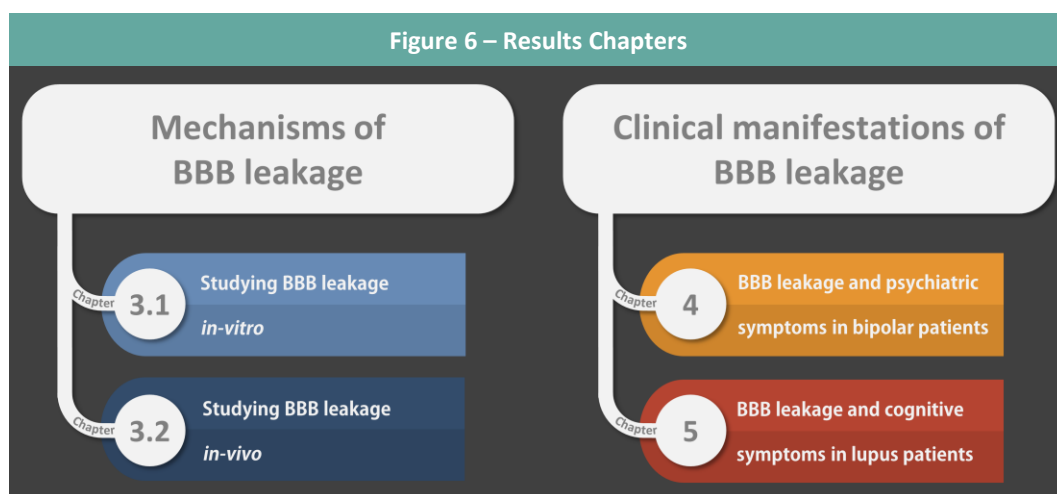 Figure 6 – Results Chapters
Mechanisms of
BBB leakage
Chapter
3.1
Studying BBB leakage
in-vitro
Chapter
3.2
Studying BBB leakage
in-vivo
Clinical manifestations of
BBB leakage
Chapter
4
BBB leakage and psychiatric
symptoms in bipolar patients
Chapter
5
BBB leakage and cognitive
symptoms in lupus patients